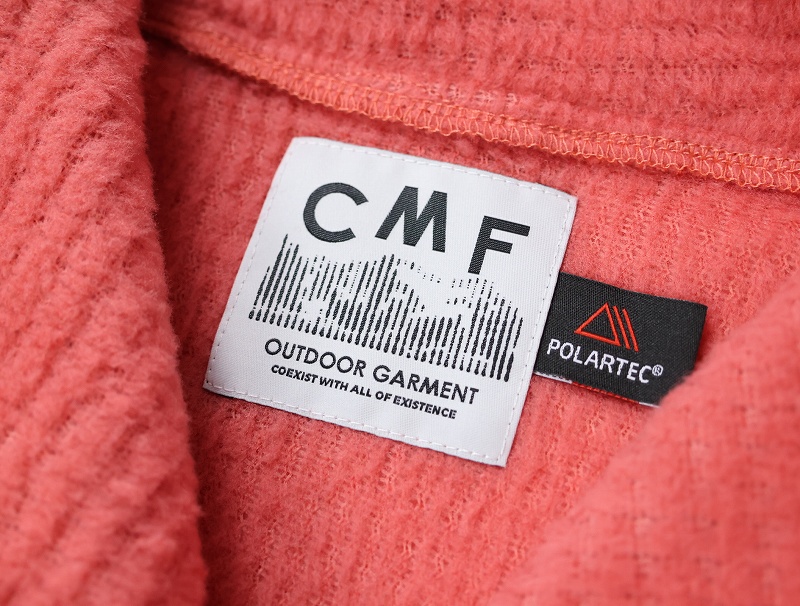 CMF
OUTDOOR GARMENT
COEXIST WITH ALL OF EXISTENCE
POLARTEC®